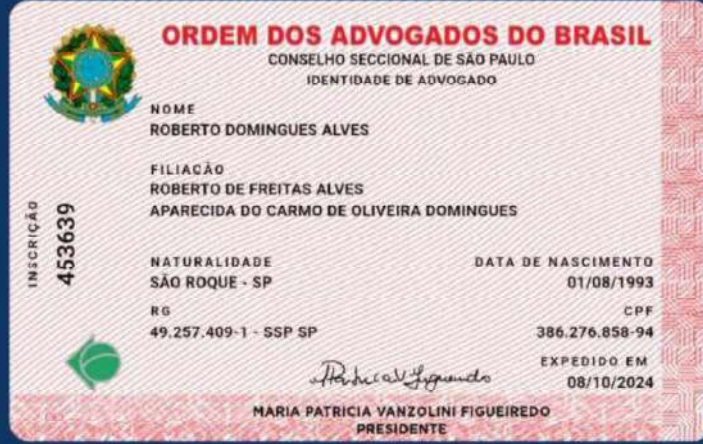 ORDEM DOS ADVOGADOS DO BRASIL
CONSELHO SECCIONAL DE SÃO PAULO
IDENTIDADE DE ADVOGADO
NOME
ROBERTO DOMINGUES ALVES
FILIAÇÃO
ROBERTO DE FREITAS ALVES
APARECIDA DO CARMO DE OLIVEIRA DOMINGUES
INSCRIÇÃO
453639
NATURALIDADE
SÃO ROQUE - SP
DATA DE NASCIMENTO
01/08/1993
RG
49.257.409-1 - SSP SP
CPF
386.276.858-94
EXPEDIDO EM
08/10/2024
MARIA PATRICIA VANZOLINI FIGUEIREDO
PRESIDENTE